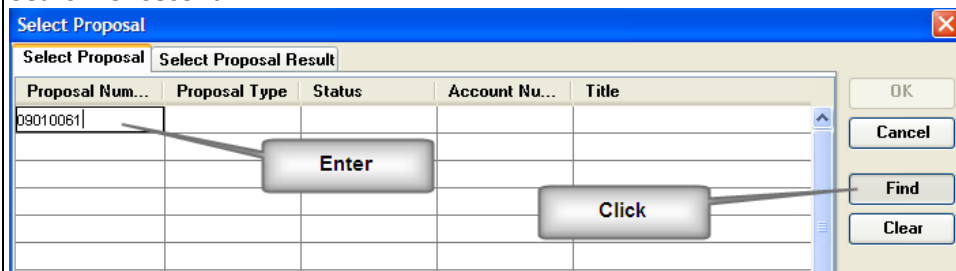 Select Proposal
Select Proposal Select Proposal Result
Proposal Num... Proposal Type Status Account Nu... Title
09010061
OK
Cancel
Find
Clear
Enter
Click